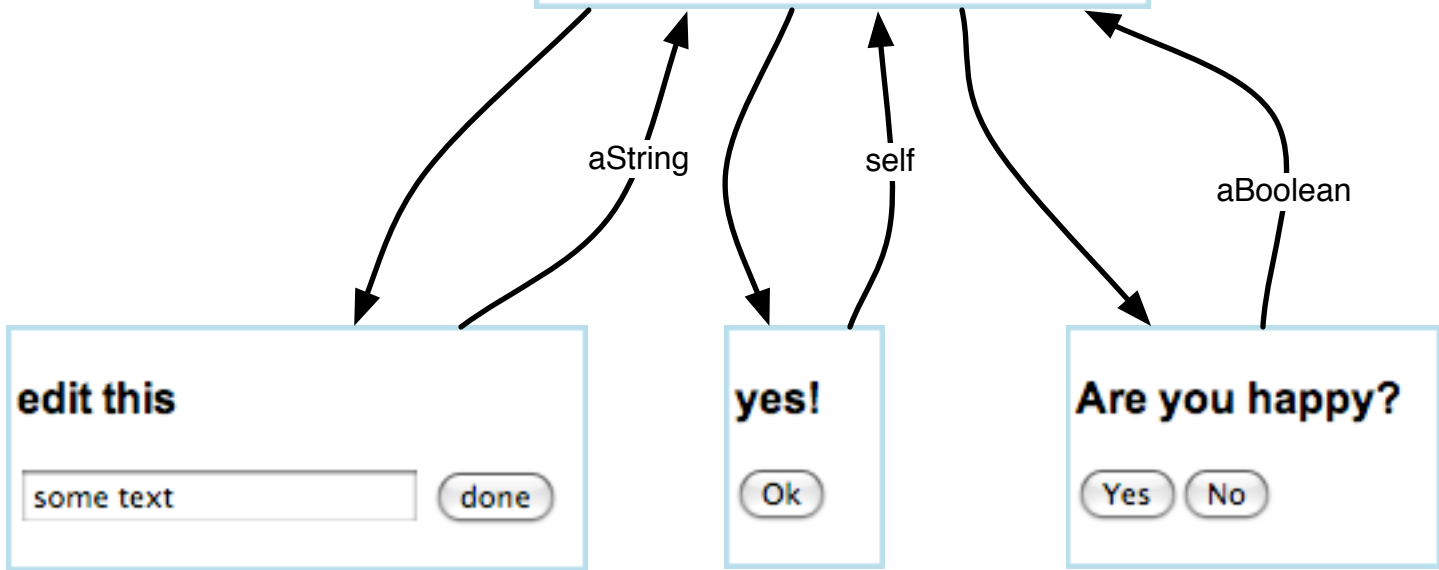 aString
self
aBoolean
edit this
some text
done
yes!
Ok
Are you happy?
Yes
No